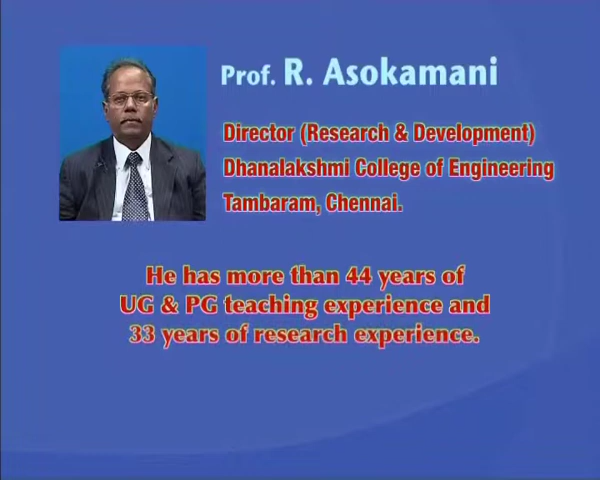 Prof. R. Asokamani
Director (Research & Development)
Dhanalakshmi College of Engineering
Tambaram, Chennai.
He has more than 44 years of
UG & PG teaching experience and
33 years of research experience.